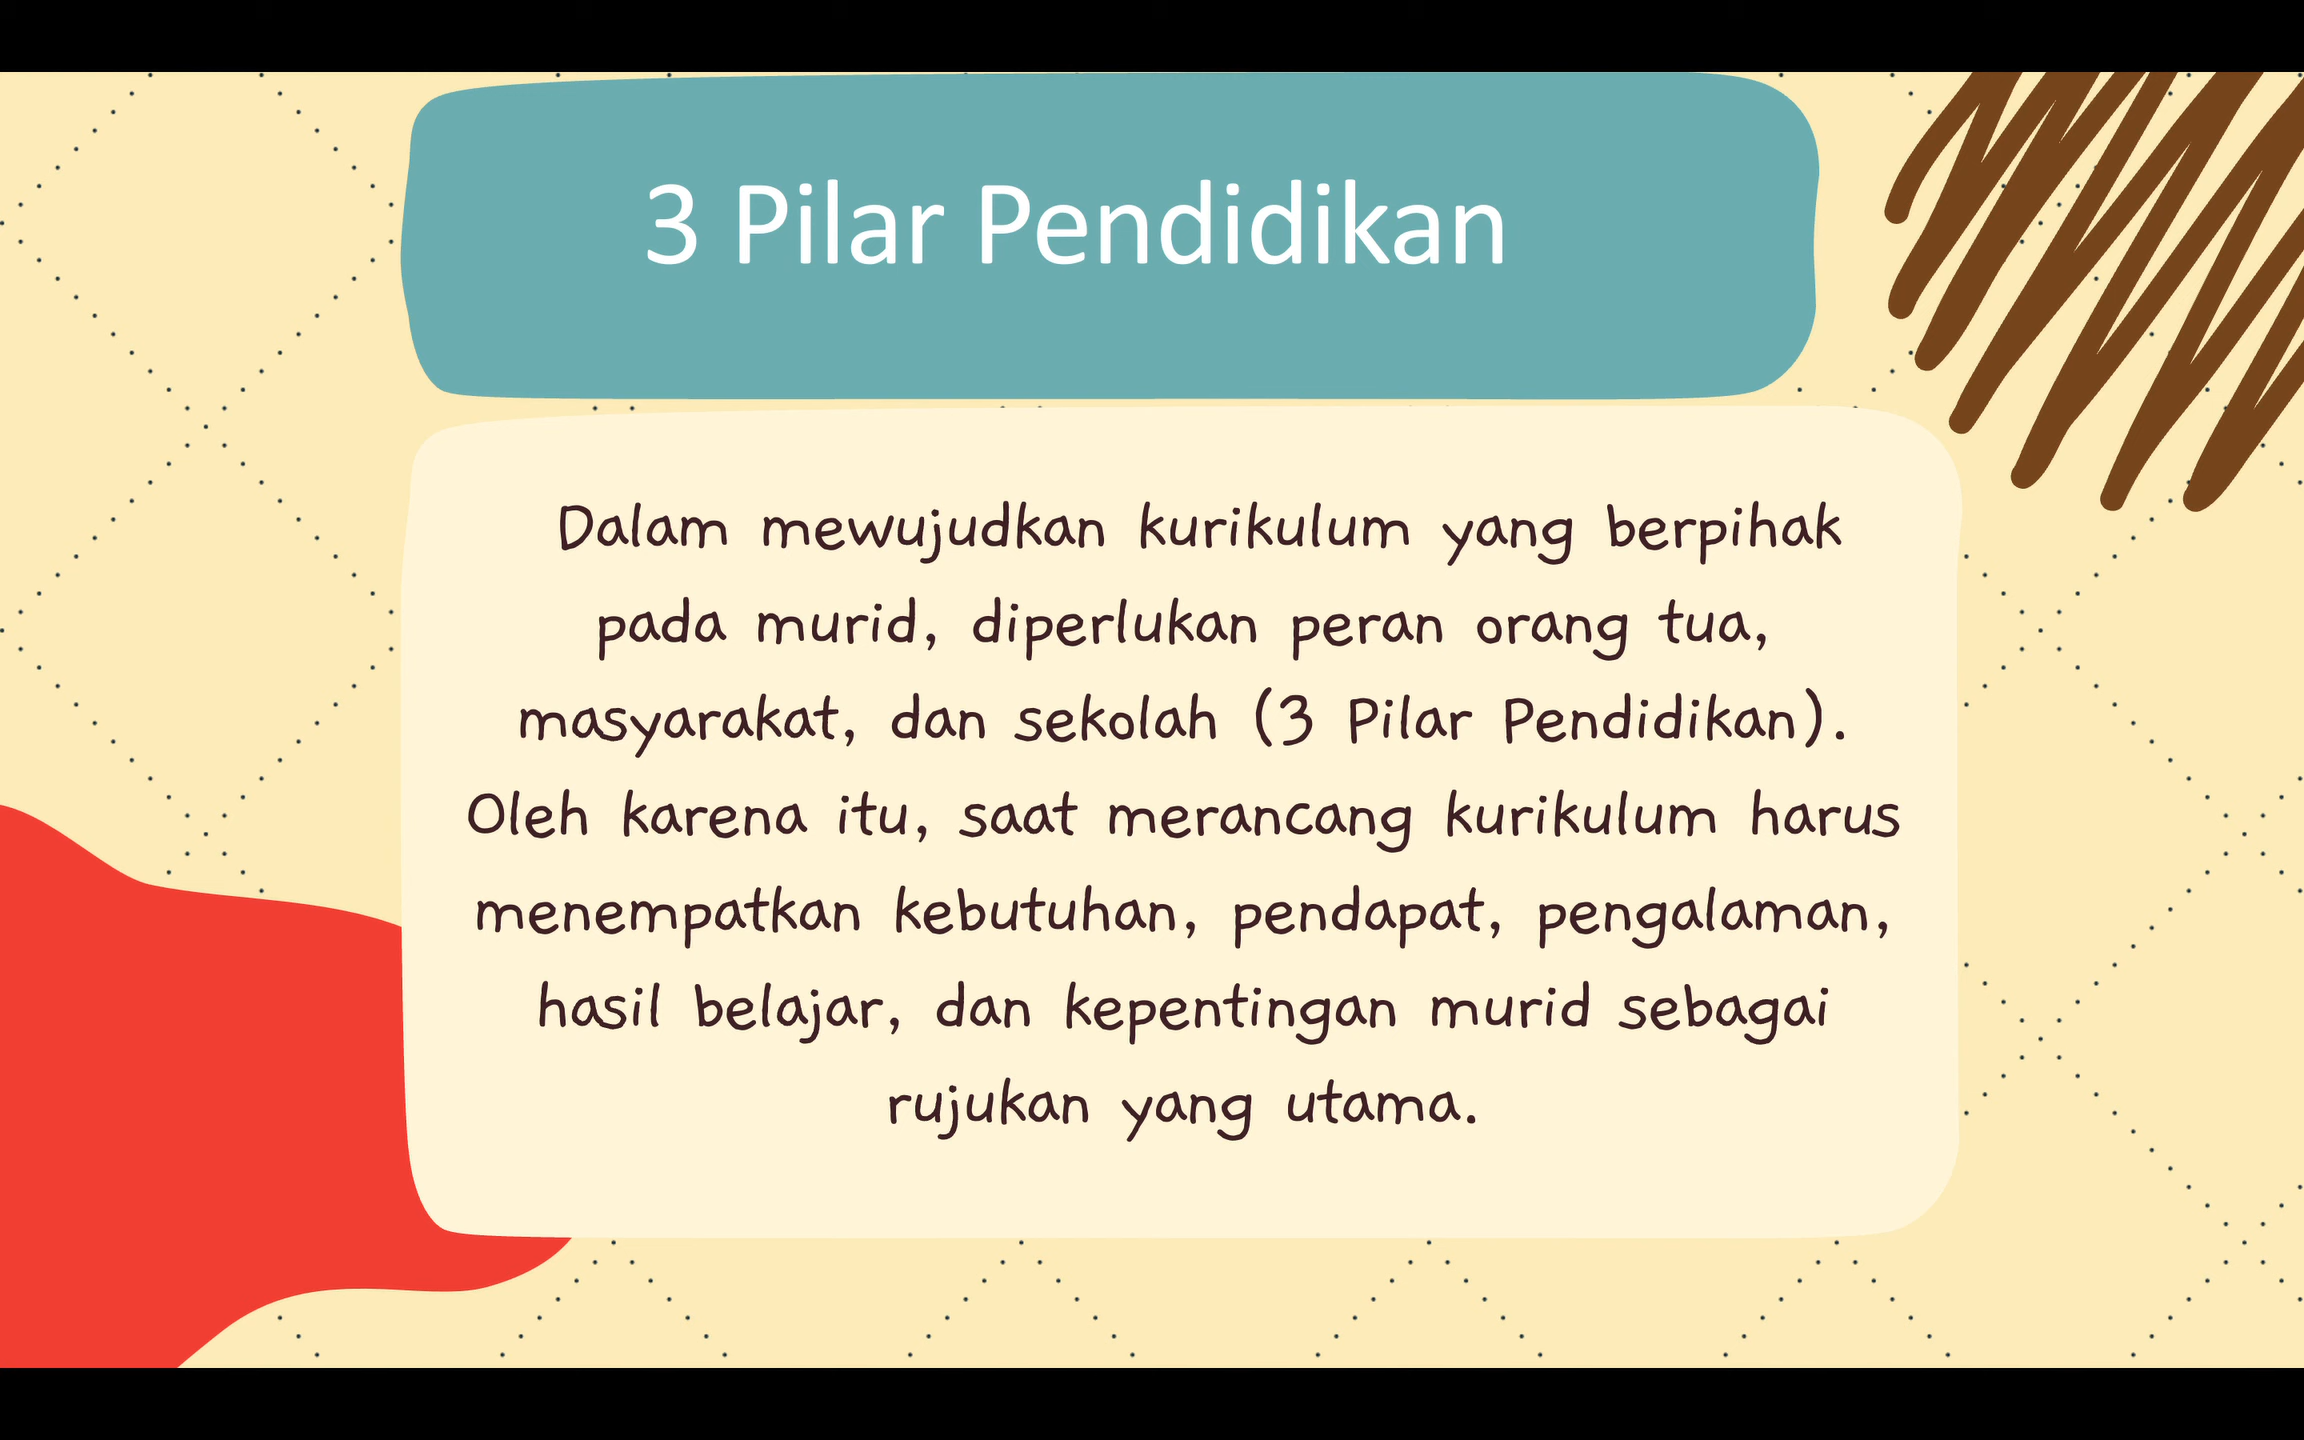 3 Pilar Pendidikan
Dalam mewujudkan kurikulum yang berpihak
pada murid, diperlukan peran orang tua,
masyarakat, dan sekolah (3 Pilar Pendidikan).
Oleh karena itu, saat merancang kurikulum harus
menempatkan kebutuhan, pendapat, pengalaman,
hasil belajar, dan kepentingan murid sebagai
rujukan yang utama.